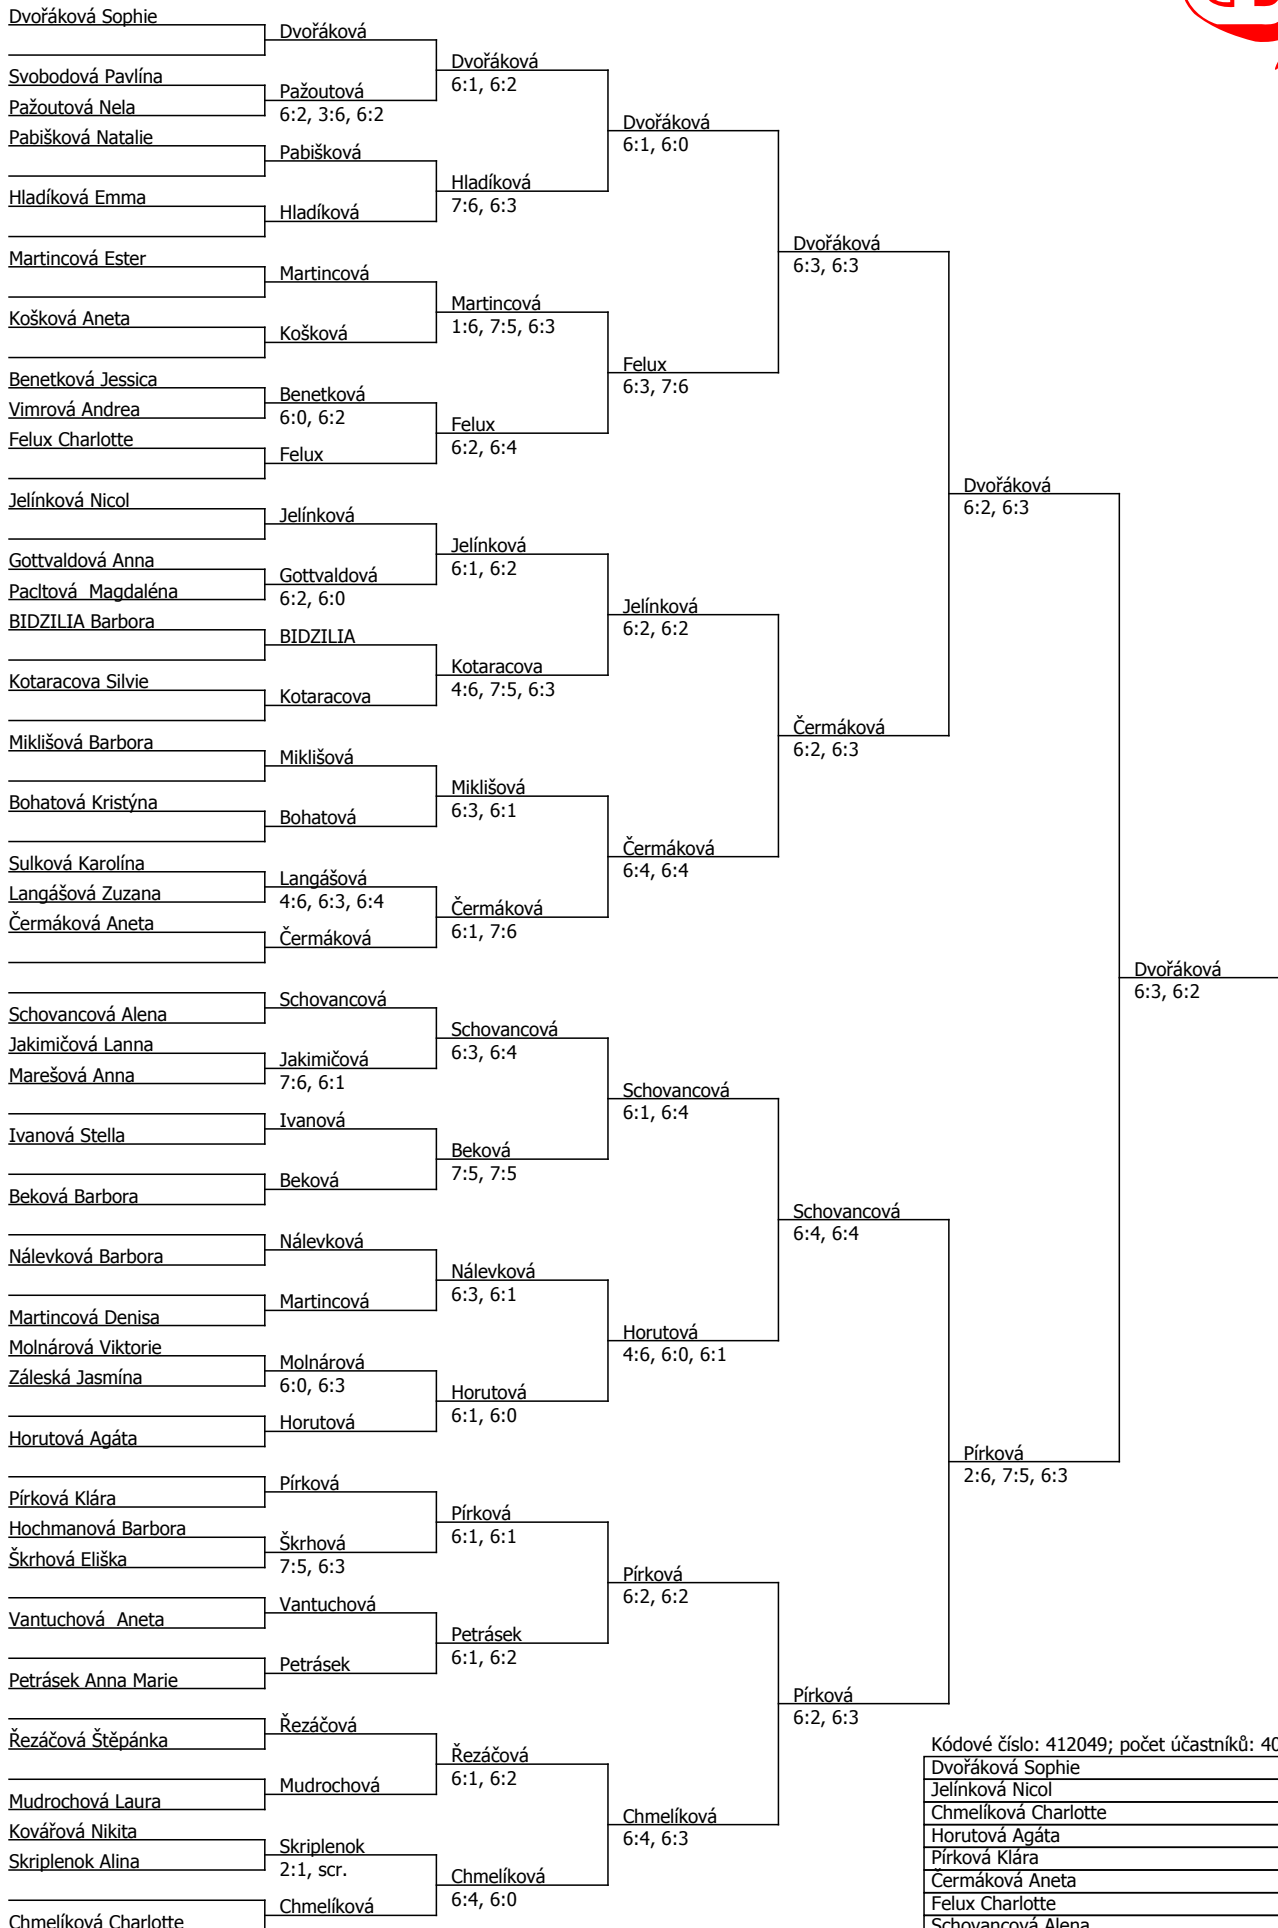 Dvořáková Sophie
Dvořáková
Dvořáková
6:1, 6:2
Svobodová Pavlína
Pažoutová
6:2, 3:6, 6:2
Pažoutová Nela
Dvořáková
6:1, 6:0
Pabišková Natalie
Pabišková
Hladíková
7:6, 6:3
Hladíková Emma
Hladíková
Dvořáková
6:3, 6:3
Martincová Ester
Martincová
Martincová
1:6, 7:5, 6:3
Košková Aneta
Košková
Felux
6:3, 7:6
Benetková Jessica
Benetková
6:0, 6:2
Vimrová Andrea
Felux
6:2, 6:4
Felux Charlotte
Felux
Dvořáková
6:2, 6:3
Jelínková Nicol
Jelínková
Jelínková
6:1, 6:2
Gottvaldová Anna
Gottvaldová
6:2, 6:0
Pacltová  Magdaléna
Jelínková
6:2, 6:2
BIDZILIA Barbora
BIDZILIA
Kotaracova
4:6, 7:5, 6:3
Kotaracova Silvie
Kotaracova
Čermáková
6:2, 6:3
Miklišová Barbora
Miklišová
Miklišová
6:3, 6:1
Bohatová Kristýna
Bohatová
Čermáková
6:4, 6:4
Sulková Karolína
Langášová
4:6, 6:3, 6:4
Langášová Zuzana
Čermáková
6:1, 7:6
Čermáková Aneta
Čermáková
Dvořáková
6:3, 6:2
Schovancová
Schovancová Alena
Schovancová
6:3, 6:4
Jakimičová Lanna
Jakimičová
7:6, 6:1
Marešová Anna
Schovancová
6:1, 6:4
Ivanová
Ivanová Stella
Beková
7:5, 7:5
Beková
Beková Barbora
Schovancová
6:4, 6:4
Nálevková
Nálevková Barbora
Nálevková
6:3, 6:1
Martincová
Martincová Denisa
Horutová
4:6, 6:0, 6:1
Molnárová Viktorie
Molnárová
6:0, 6:3
Záleská Jasmína
Horutová
6:1, 6:0
Horutová
Horutová Agáta
Pírková
2:6, 7:5, 6:3
Pírková
Pírková Klára
Pírková
6:1, 6:1
Hochmanová Barbora
Škrhová
7:5, 6:3
Škrhová Eliška
Pírková
6:2, 6:2
Vantuchová
Vantuchová  Aneta
Petrásek
6:1, 6:2
Petrásek
Petrásek Anna Marie
Pírková
6:2, 6:3
Řezáčová
Řezáčová Štěpánka
Řezáčová
6:1, 6:2
Mudrochová
Mudrochová Laura
Chmelíková
6:4, 6:3
Kovářová Nikita
Skriplenok
2:1, scr.
Skriplenok Alina
Chmelíková
6:4, 6:0
Chmelíková
Chmelíková Charlotte
Kódové číslo: 412049; počet účastníků: 40
Dvořáková Sophie
Jelínková Nicol
Chmelíková Charlotte
Horutová Agáta
Pírková Klára
Čermáková Aneta
Felux Charlotte
Schovancová Alena